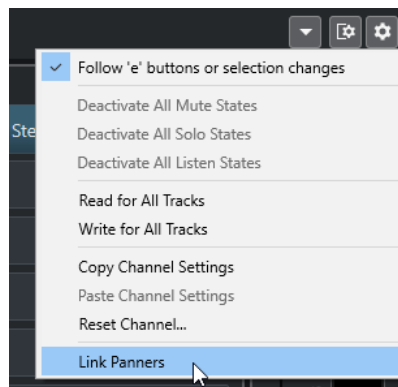 Follow 'e' buttons or selection changes
Deactivate All Mute States
Ste
Deactivate All Solo States
Deactivate All Listen States
Read for All Tracks
Write for All Tracks
Copy Channel Settings
Paste Channel Settings
Reset Channel...
Link Panners